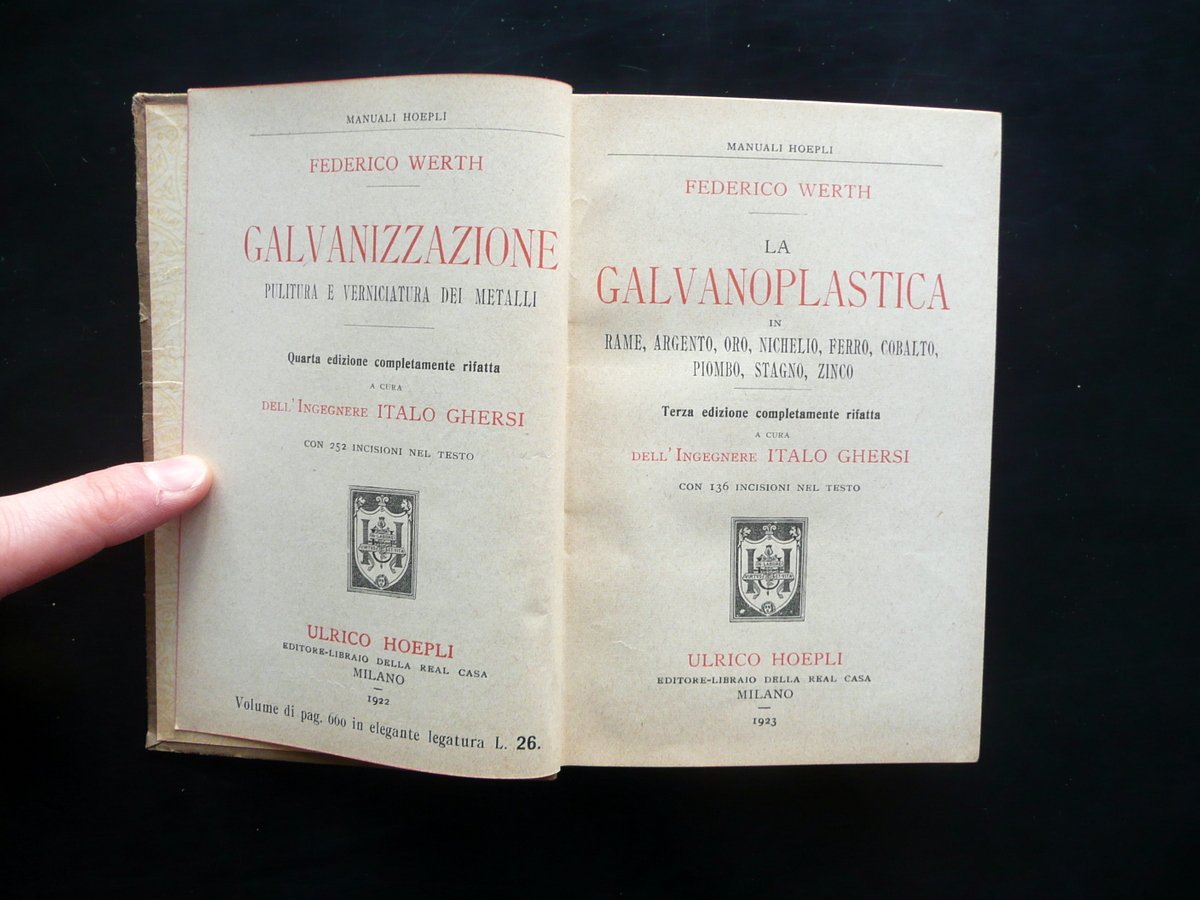 MANUALI HOEPLI
FEDERICO WERTH
GALVANIZZAZIONE
PULITURA E VERNICIATURA DEI METALLI
Quarta edizione completamente rifatta
A CURA
DELL'INGEGNERE ITALO GHERSI
CON 252 INCISIONI NEL TESTO
H H
ULRICO HOEPLI
EDITORE-LIBRAIO DELLA REAL CASA
MILANO
1922
Volume di pag. 660 in elegante legatura L. 26.
MANUALI HOEPLI
FEDERICO WERTH
LA
GALVANOPLASTICA
IN
RAME, ARGENTO, ORO, NICHELIO, FERRO, COBALTO,
PIOMBO, STAGNO, ZINCO
Terza edizione completamente rifatta
A CURA
DELL'INGEGNERE ITALO GHERSI
CON 136 INCISIONI NEL TESTO
H H
ULRICO HOEPLI
EDITORE-LIBRAIO DELLA REAL CASA
MILANO
1923